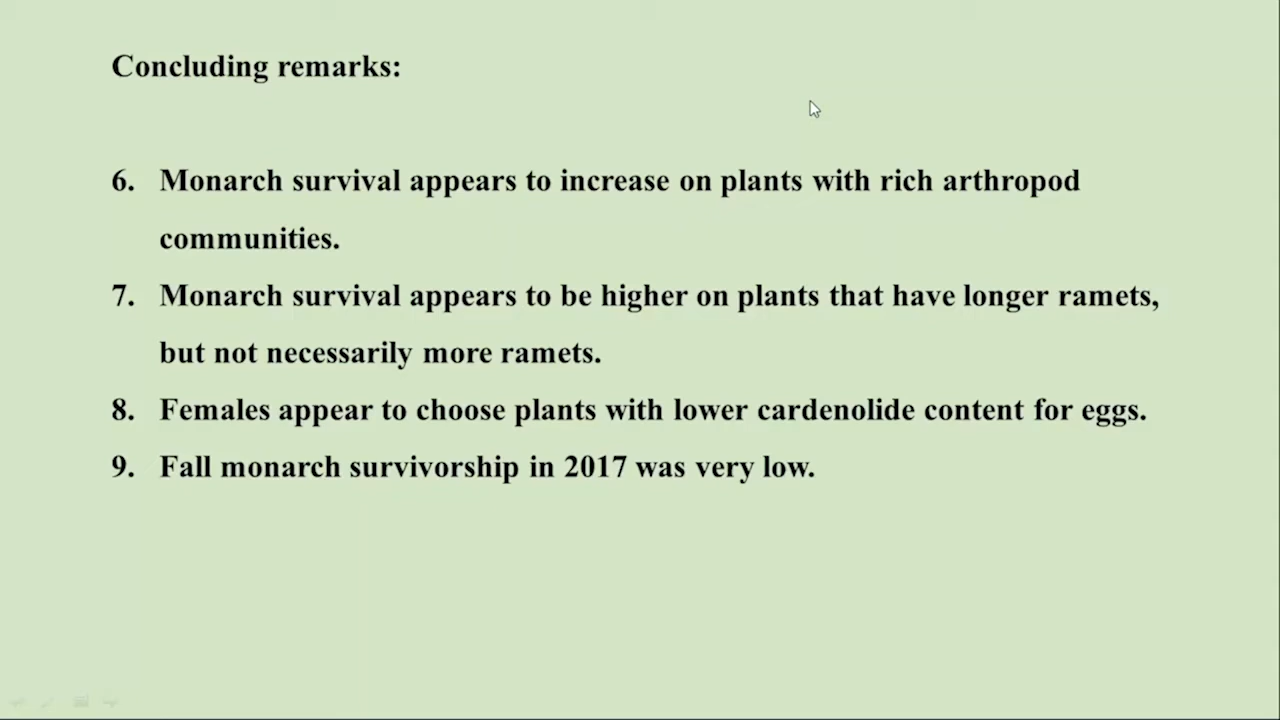 Concluding remarks:
6. Monarch survival appears to increase on plants with rich arthropod
communities.
7. Monarch survival appears to be higher on plants that have longer ramets,
but not necessarily more ramets.
8. Females appear to choose plants with lower cardenolide content for eggs.
9. Fall monarch survivorship in 2017 was very low.